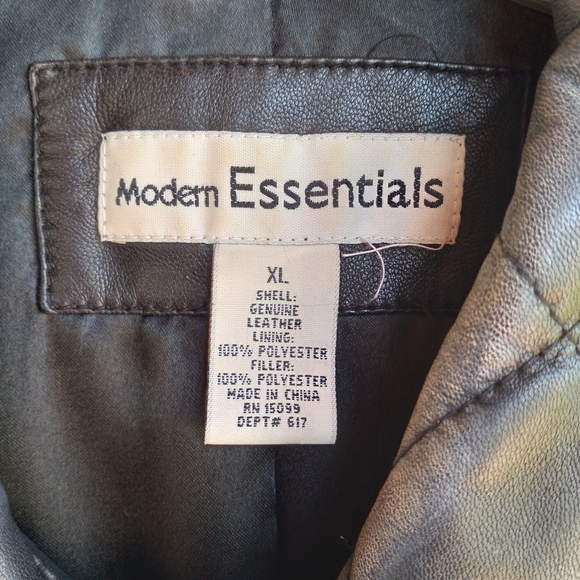 Modern Essentials
XL
SHELL:
GENUINE
LEATHER
LINING:
100% POLYESTER
FILLER:
100% POLYESTER
MADE IN CHINA
RN 15099
DEPT# 617